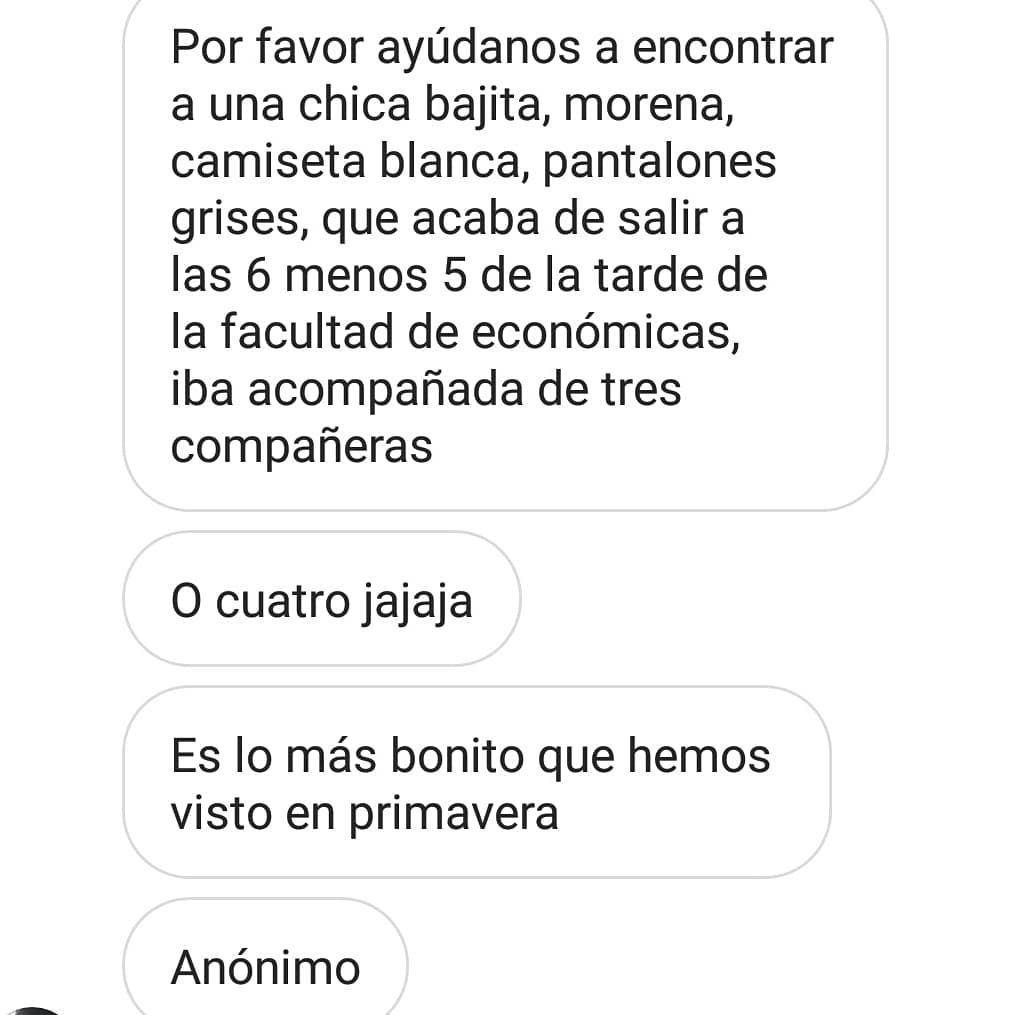 Por favor ayúdanos a encontrar
a una chica bajita, morena,
camiseta blanca, pantalones
grises, que acaba de salir a
las 6 menos 5 de la tarde de
la facultad de económicas,
iba acompañada de tres
compañeras
O cuatro jajaja
Es lo más bonito que hemos
visto en primavera
Anónimo